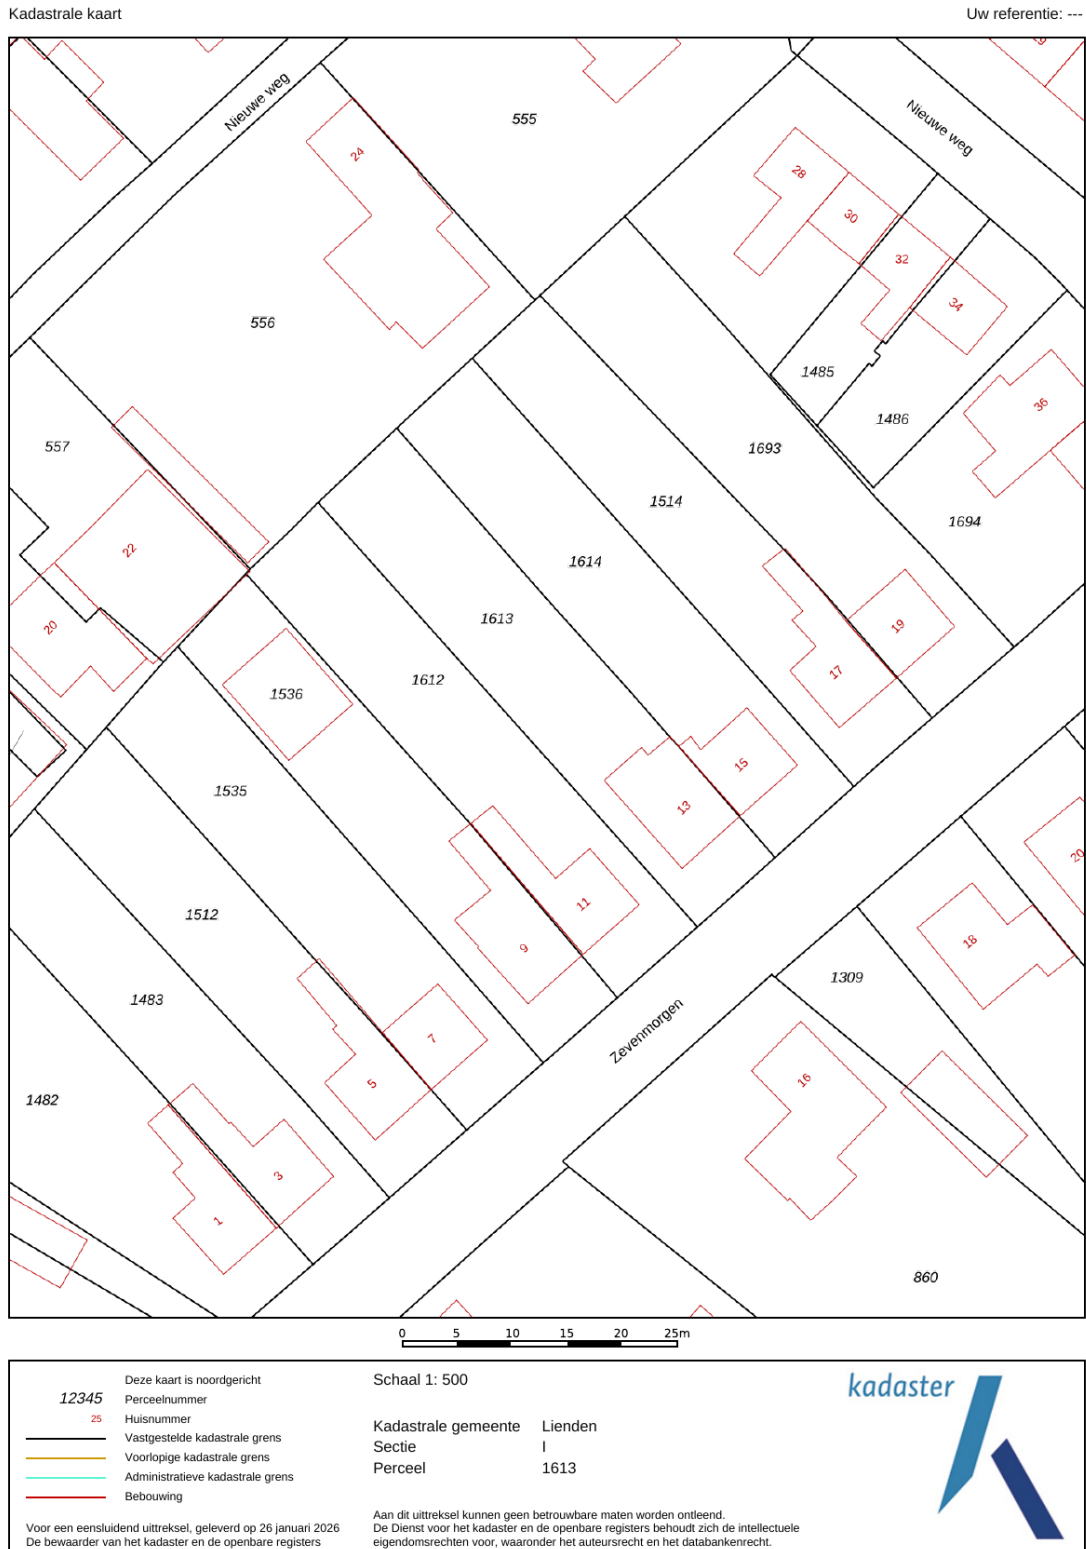 Kadastrale kaart
Uw referentie: ---
Nieuwe weg
555
Nieuwe weg
24
28
30
32
34
556
1485
1486
36
557
1693
1514
1694
22
1614
20
1613
19
17
1536
1612
15
13
1535
11
9
20
18
1512
1309
1483
Zevenmorgen
7
5
16
1482
3
1
860
0 5 10 15 20 25m
Deze kaart is noordgericht
12345 Perceelnummer
25 Huisnummer
Vastgestelde kadastrale grens
Voorlopige kadastrale grens
Administratieve kadastrale grens
Bebouwing
Voor een eensluidend uittreksel, geleverd op 26 januari 2026
De bewaarder van het kadaster en de openbare registers
Schaal 1: 500
Kadastrale gemeente Lienden
Sectie I
Perceel 1613
Aan dit uittreksel kunnen geen betrouwbare maten worden ontleend.
De Dienst voor het kadaster en de openbare registers behoudt zich de intellectuele
eigendomsrechten voor, waaronder het auteursrecht en het databankenrecht.
kadaster